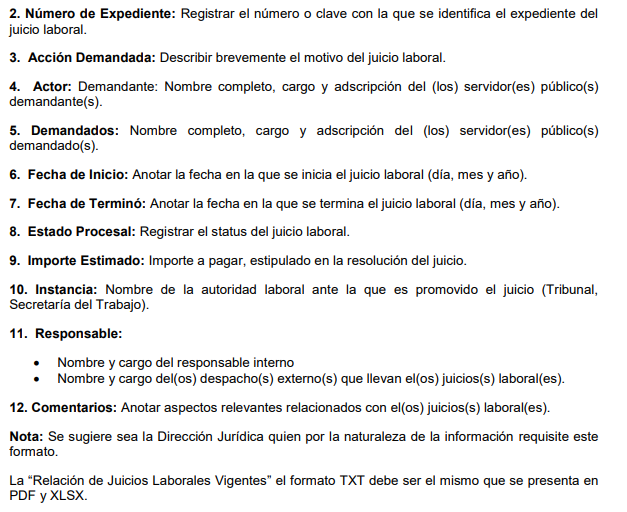 2. Número de Expediente: Registrar el número o clave con la que se identifica el expediente del
juicio laboral.
3. Acción Demandada: Describir brevemente el motivo del juicio laboral.
4. Actor: Demandante: Nombre completo, cargo y adscripción del (los) servidor(es) público(s)
demandante(s).
5. Demandados: Nombre completo, cargo y adscripción del (los) servidor(es) público(s)
demandado(s).
6. Fecha de Inicio: Anotar la fecha en la que se inicia el juicio laboral (día, mes y año).
7. Fecha de Terminó: Anotar la fecha en la que se termina el juicio laboral (día, mes y año).
8. Estado Procesal: Registrar el status del juicio laboral.
9. Importe Estimado: Importe a pagar, estipulado en la resolución del juicio.
10. Instancia: Nombre de la autoridad laboral ante la que es promovido el juicio (Tribunal,
Secretaría del Trabajo).
11. Responsable:
• Nombre y cargo del responsable interno
• Nombre y cargo del(os) despacho(s) externo(s) que llevan el(os) juicios(s) laboral(es).
12. Comentarios: Anotar aspectos relevantes relacionados con el(os) juicios(s) laboral(es).
Nota: Se sugiere sea la Dirección Jurídica quien por la naturaleza de la información requisite este
formato.
La “Relación de Juicios Laborales Vigentes” el formato TXT debe ser el mismo que se presenta en
PDF y XLSX.